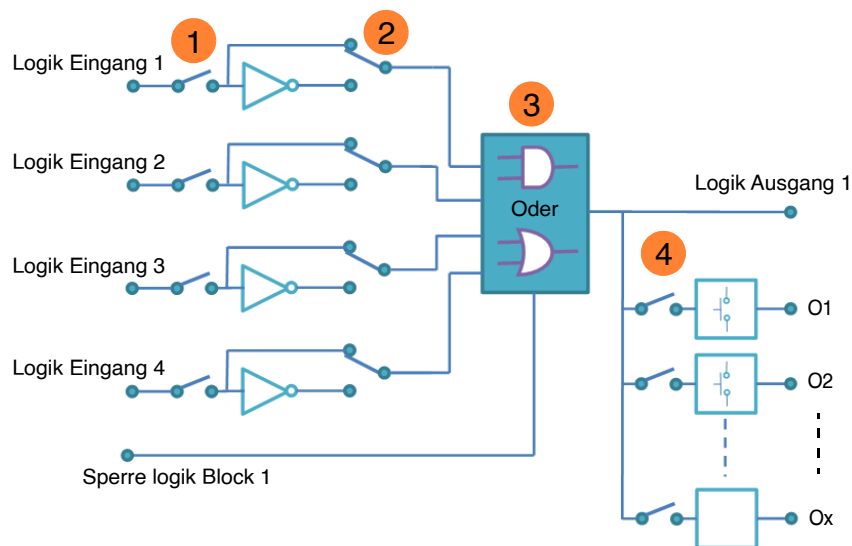 1
2
Logik Eingang 1
3
Logik Eingang 2
Oder
Logik Ausgang 1
Logik Eingang 3
4
O1
Logik Eingang 4
O2
Sperre logik Block 1
Ox